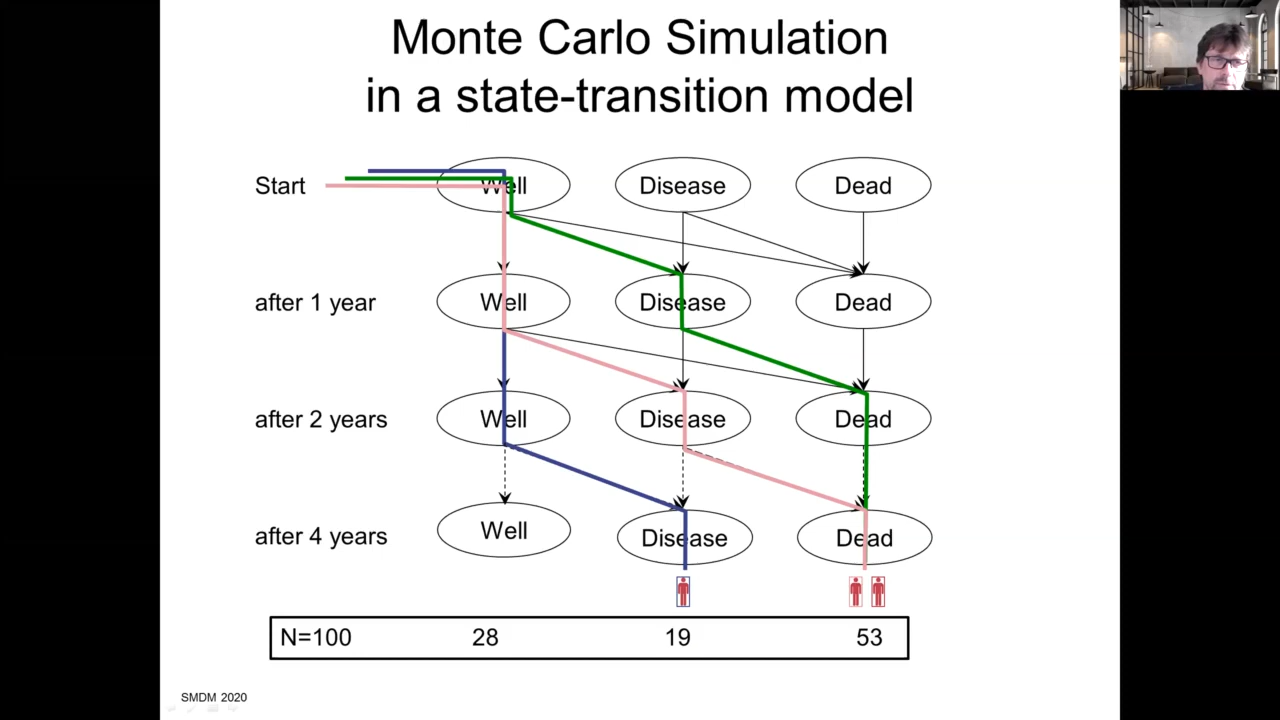 Monte Carlo Simulation
in a state-transition model
Start Well Disease Dead
after 1 year Well Disease Dead
after 2 years Well Disease Dead
after 4 years Well Disease Dead
N=100 28 19 53
SMDM 2020